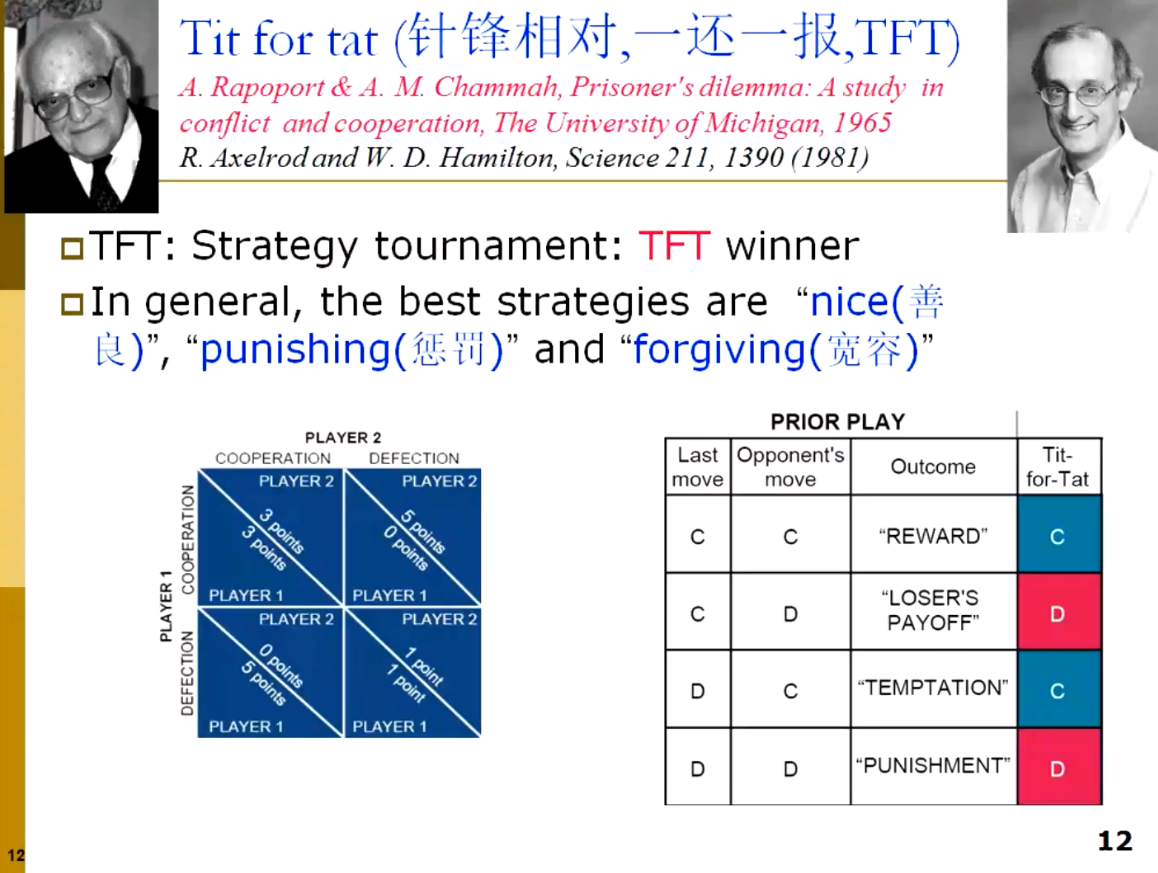 Tit for tat (针锋相对,一还一报,TFT)
A. Rapoport & A. M. Chammah, Prisoner's dilemma: A study in
conflict and cooperation, The University of Michigan, 1965
R. Axelrod and W. D. Hamilton, Science 211, 1390 (1981)
TFT: Strategy tournament: TFT winner
In general, the best strategies are “nice(善
良)”, “punishing(惩罚)” and “forgiving(宽容)”
PLAYER 2
COOPERATION DEFECTION
PLAYER 1
COOPERATION
DEFECTION
PLAYER 2
3 points
3 points
PLAYER 1
PLAYER 2
5 points
0 points
PLAYER 1
PLAYER 2
0 points
5 points
PLAYER 1
PLAYER 2
1 point
1 point
PLAYER 1
PRIOR PLAY
Last move Opponent's move Outcome Tit-for-Tat
C C “REWARD” C
C D “LOSER'S PAYOFF” D
D C “TEMPTATION” C
D D “PUNISHMENT” D
12
12